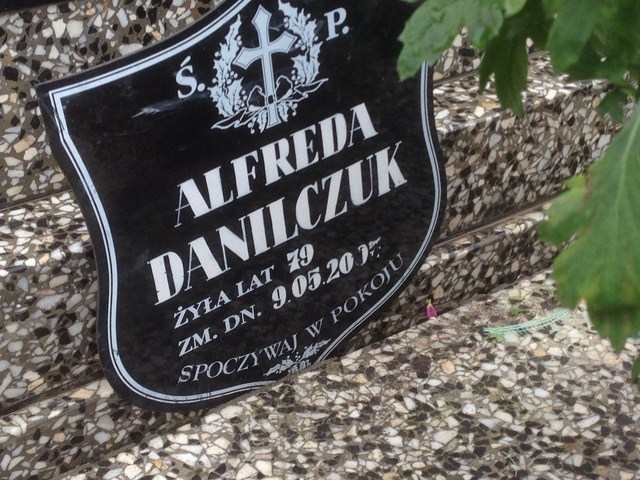 Ś. P.
ALFREDA
DANILCZUK
ŻYŁA LAT 79
ZM. DN. 9.05.2007
SPOCZYWAJ W POKOJU